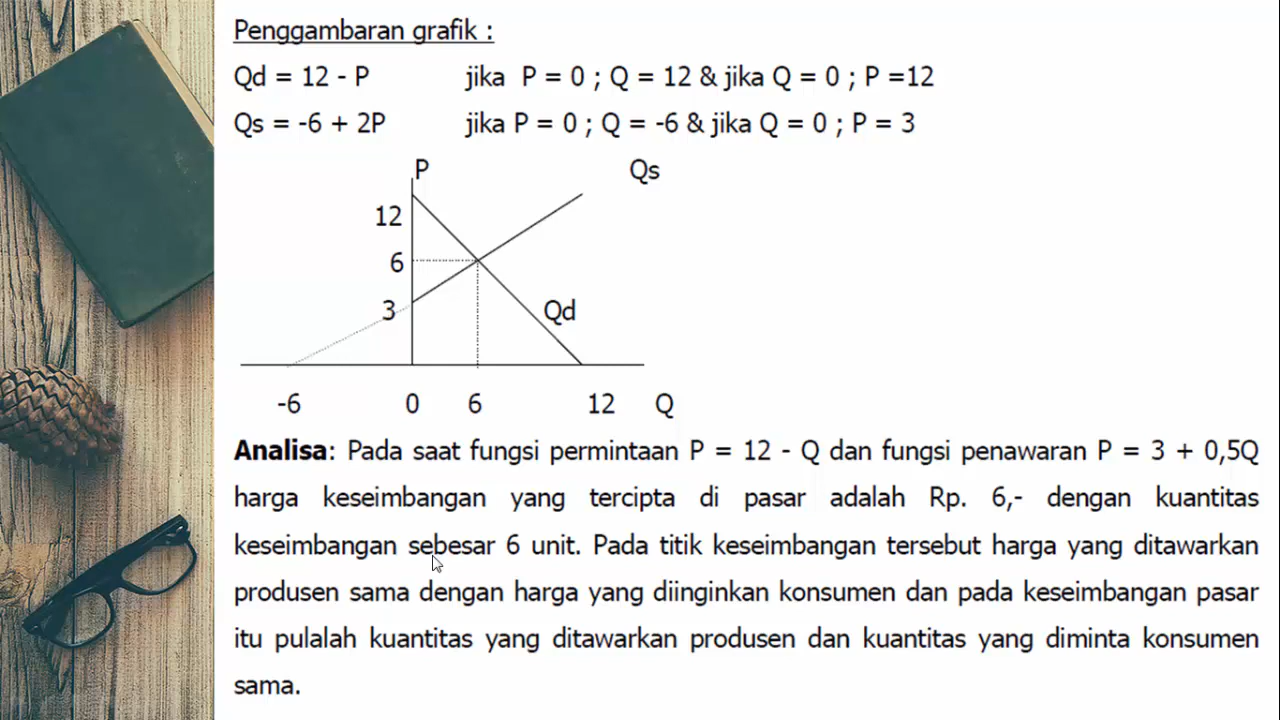 Penggambaran grafik :
Qd = 12 - P jika P = 0 ; Q = 12 & jika Q = 0 ; P =12
Qs = -6 + 2P jika P = 0 ; Q = -6 & jika Q = 0 ; P = 3
P Qs
12
6
3 Qd
-6 0 6 12 Q
Analisa: Pada saat fungsi permintaan P = 12 - Q dan fungsi penawaran P = 3 + 0,5Q
harga keseimbangan yang tercipta di pasar adalah Rp. 6,- dengan kuantitas
keseimbangan sebesar 6 unit. Pada titik keseimbangan tersebut harga yang ditawarkan
produsen sama dengan harga yang diinginkan konsumen dan pada keseimbangan pasar
itu pulalah kuantitas yang ditawarkan produsen dan kuantitas yang diminta konsumen
sama.